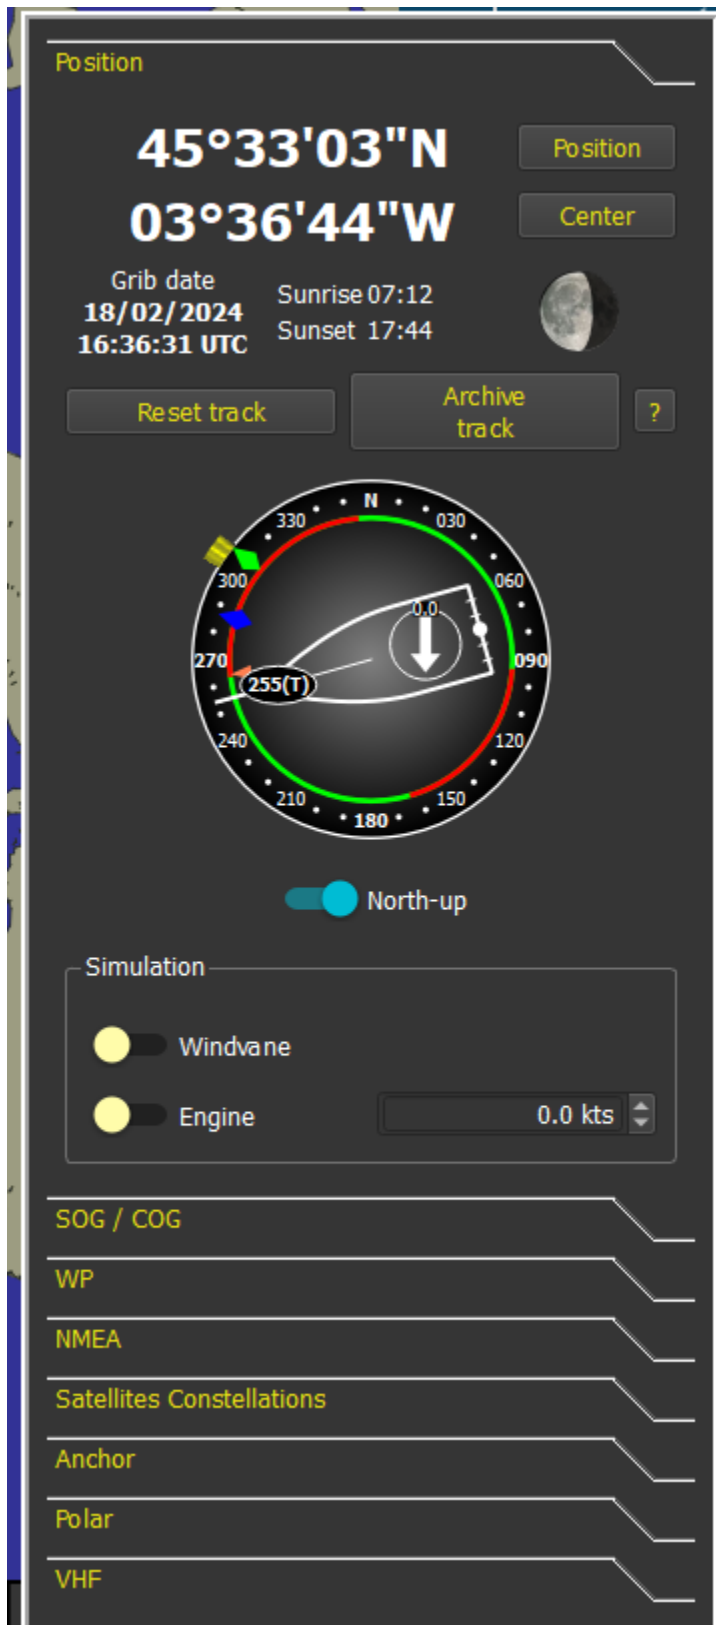 Position
45°33'03"N
Position
03°36'44"W
Center
Grib date
18/02/2024
16:36:31 UTC
Sunrise 07:12
Sunset 17:44
Reset track
Archive
track
?
N
030
060
090
120
150
180
210
240
270
300
330
0.0
255(T)
North-up
Simulation
Windvane
Engine
0.0 kts
SOG / COG
WP
NMEA
Satellites Constellations
Anchor
Polar
VHF